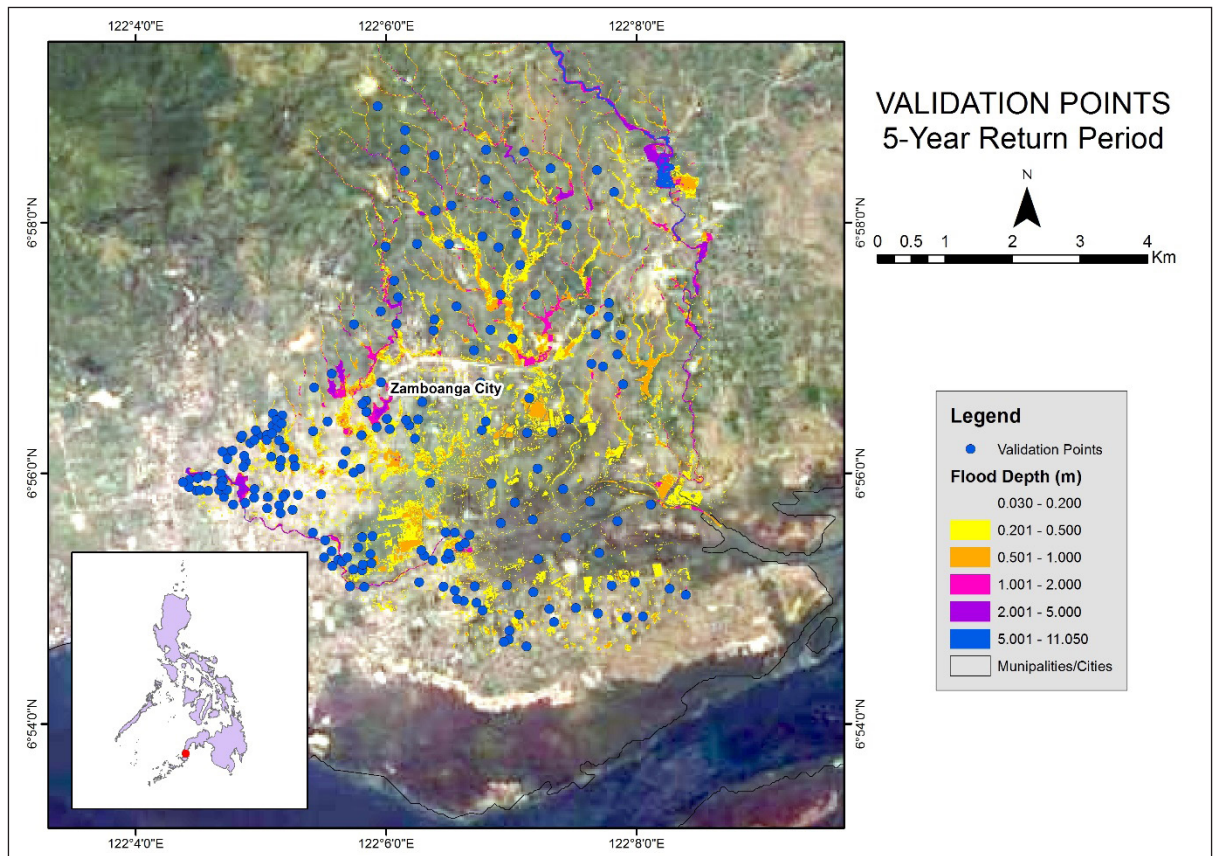 122°4'0"E
122°6'0"E
122°8'0"E
VALIDATION POINTS
5-Year Return Period
N
0 0.5 1 2 3 4
Km
6°58'0"N
6°58'0"N
Zamboanga City
6°56'0"N
6°56'0"N
Legend
Validation Points
Flood Depth (m)
0.030 - 0.200
0.201 - 0.500
0.501 - 1.000
1.001 - 2.000
2.001 - 5.000
5.001 - 11.050
Munipalities/Cities
6°54'0"N
6°54'0"N
122°4'0"E
122°6'0"E
122°8'0"E